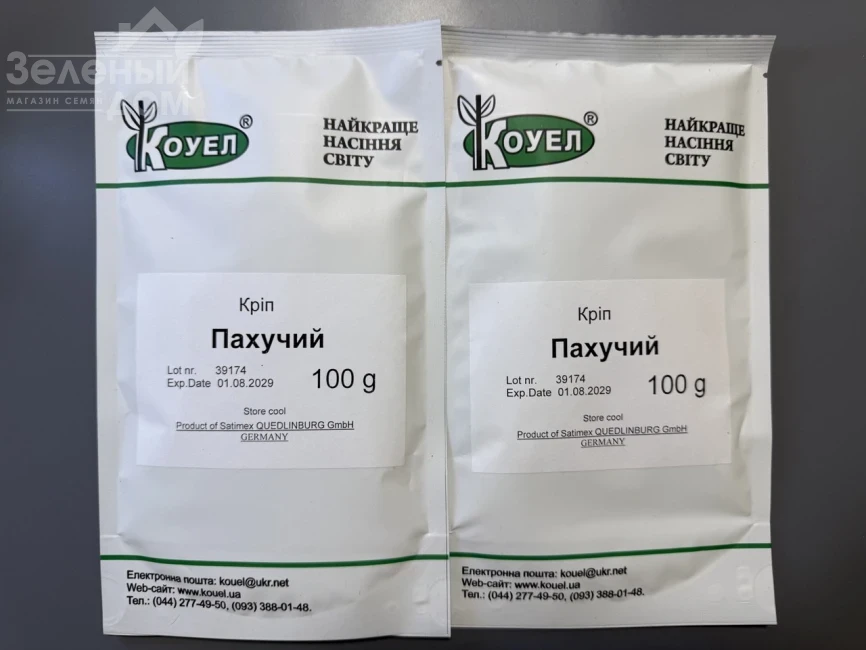 Зеленый
МАГАЗИН СЕМЯН
ДОМ
КОУЕЛ®
НАЙКРАЩЕ
НАСІННЯ
СВІТУ
Кріп
Пахучий
Lot nr. 39174
Exp.Date 01.08.2029
100 g
Store cool
Product of Satimex QUEDLINBURG GmbH
GERMANY
Електронна пошта: kouel@ukr.net
Web-сайт: www.kouel.ua
Тел.: (044) 277-49-50, (093) 388-01-48.
КОУЕЛ®
НАЙКРАЩЕ
НАСІННЯ
СВІТУ
Кріп
Пахучий
Lot nr. 39174
Exp.Date 01.08.2029
100 g
Store cool
Product of Satimex QUEDLINBURG GmbH
GERMANY
Електронна пошта: kouel@ukr.net
Web-сайт: www.kouel.ua
Тел.: (044) 277-49-50, (093) 388-01-48.